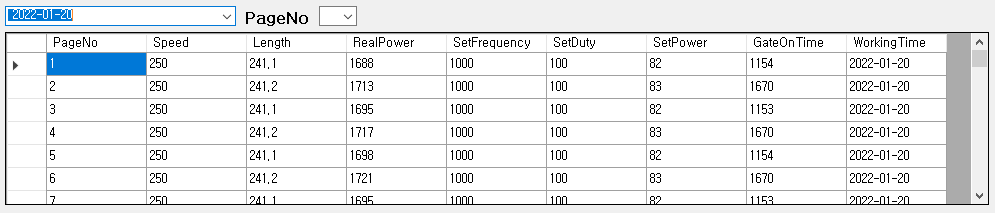 2022-01-20 PageNo
PageNo Speed Length RealPower SetFrequency SetDuty SetPower GateOnTime WorkingTime
1 250 241.1 1688 1000 100 82 1154 2022-01-20
2 250 241.2 1713 1000 100 83 1670 2022-01-20
3 250 241.1 1695 1000 100 82 1153 2022-01-20
4 250 241.2 1717 1000 100 83 1670 2022-01-20
5 250 241.1 1698 1000 100 82 1154 2022-01-20
6 250 241.2 1721 1000 100 83 1670 2022-01-20
7 250 241.1 1695 1000 100 82 1153 2022-01-20